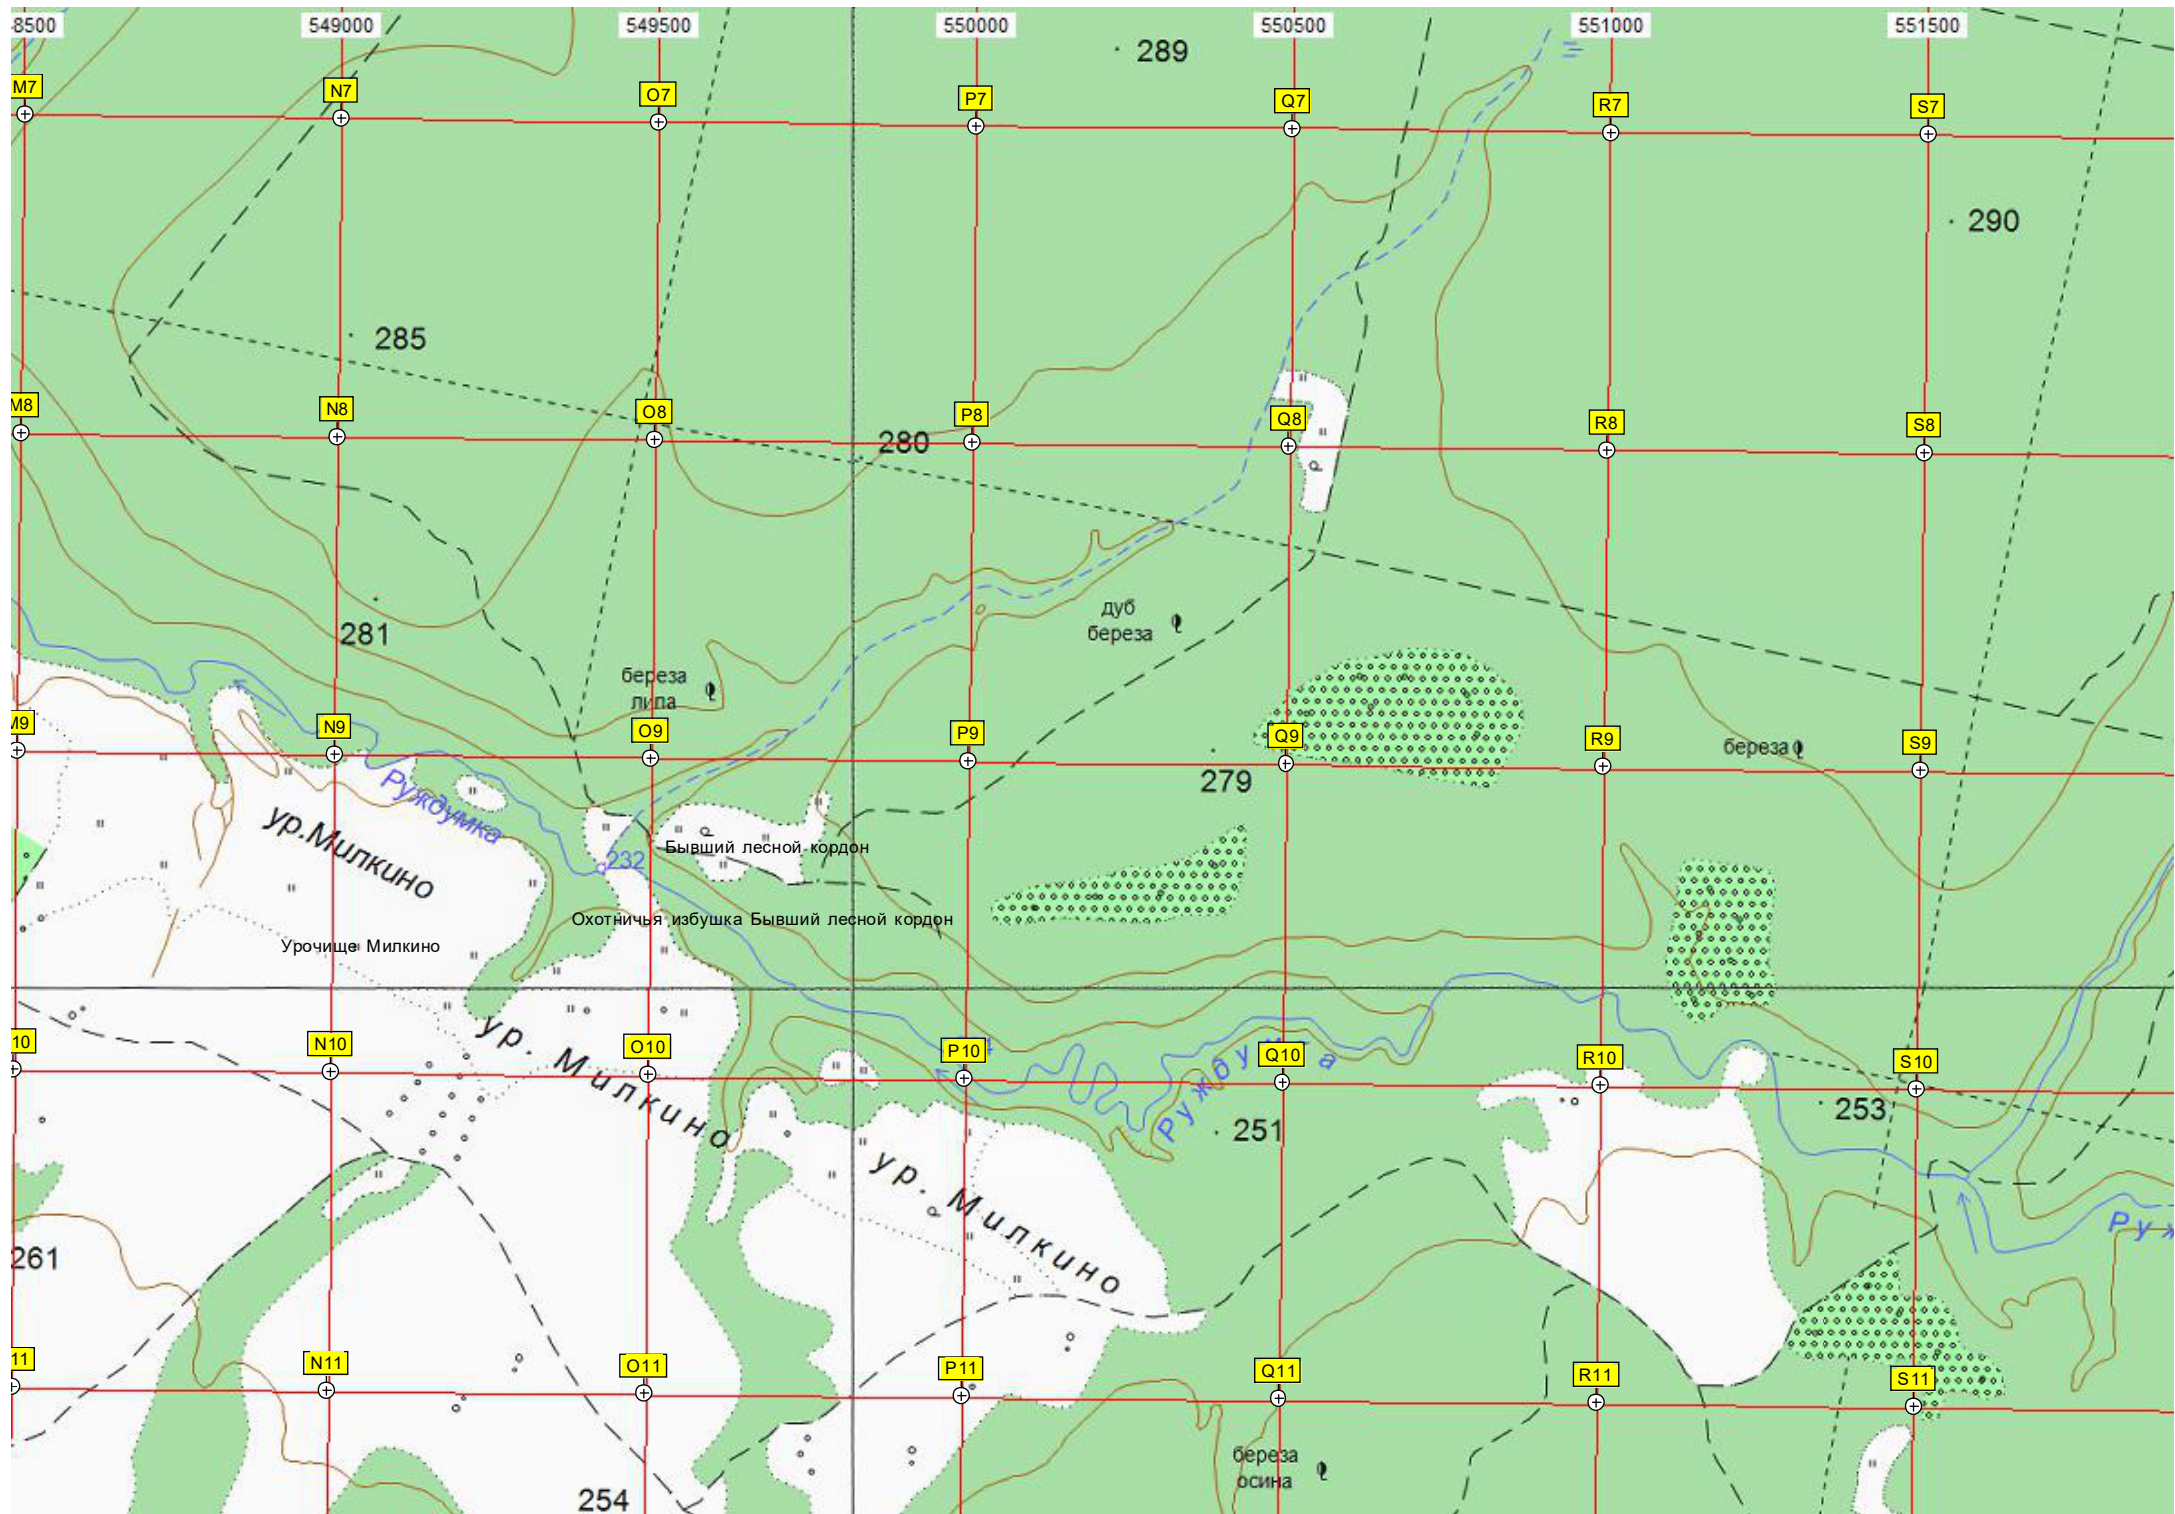 8500 549000 549500 550000 550500 551000 551500
289
M7 N7 O7 P7 Q7 R7 S7
290
285
M8 N8 O8 P8 Q8 R8 S8
280
дуб
береза
281
береза
липа
M9 N9 O9 P9 Q9 R9 S9
береза
279
Руждумка
ур.Милкино
232
Бывший лесной кордон
Охотничья избушка Бывший лесной кордон
Урочище Милкино
10 N10 O10 P10 Q10 R10 S10
ур. Милкино
Руждумка
251
253
ур. Милкино
Руж
261
11 N11 O11 P11 Q11 R11 S11
береза
осина
254